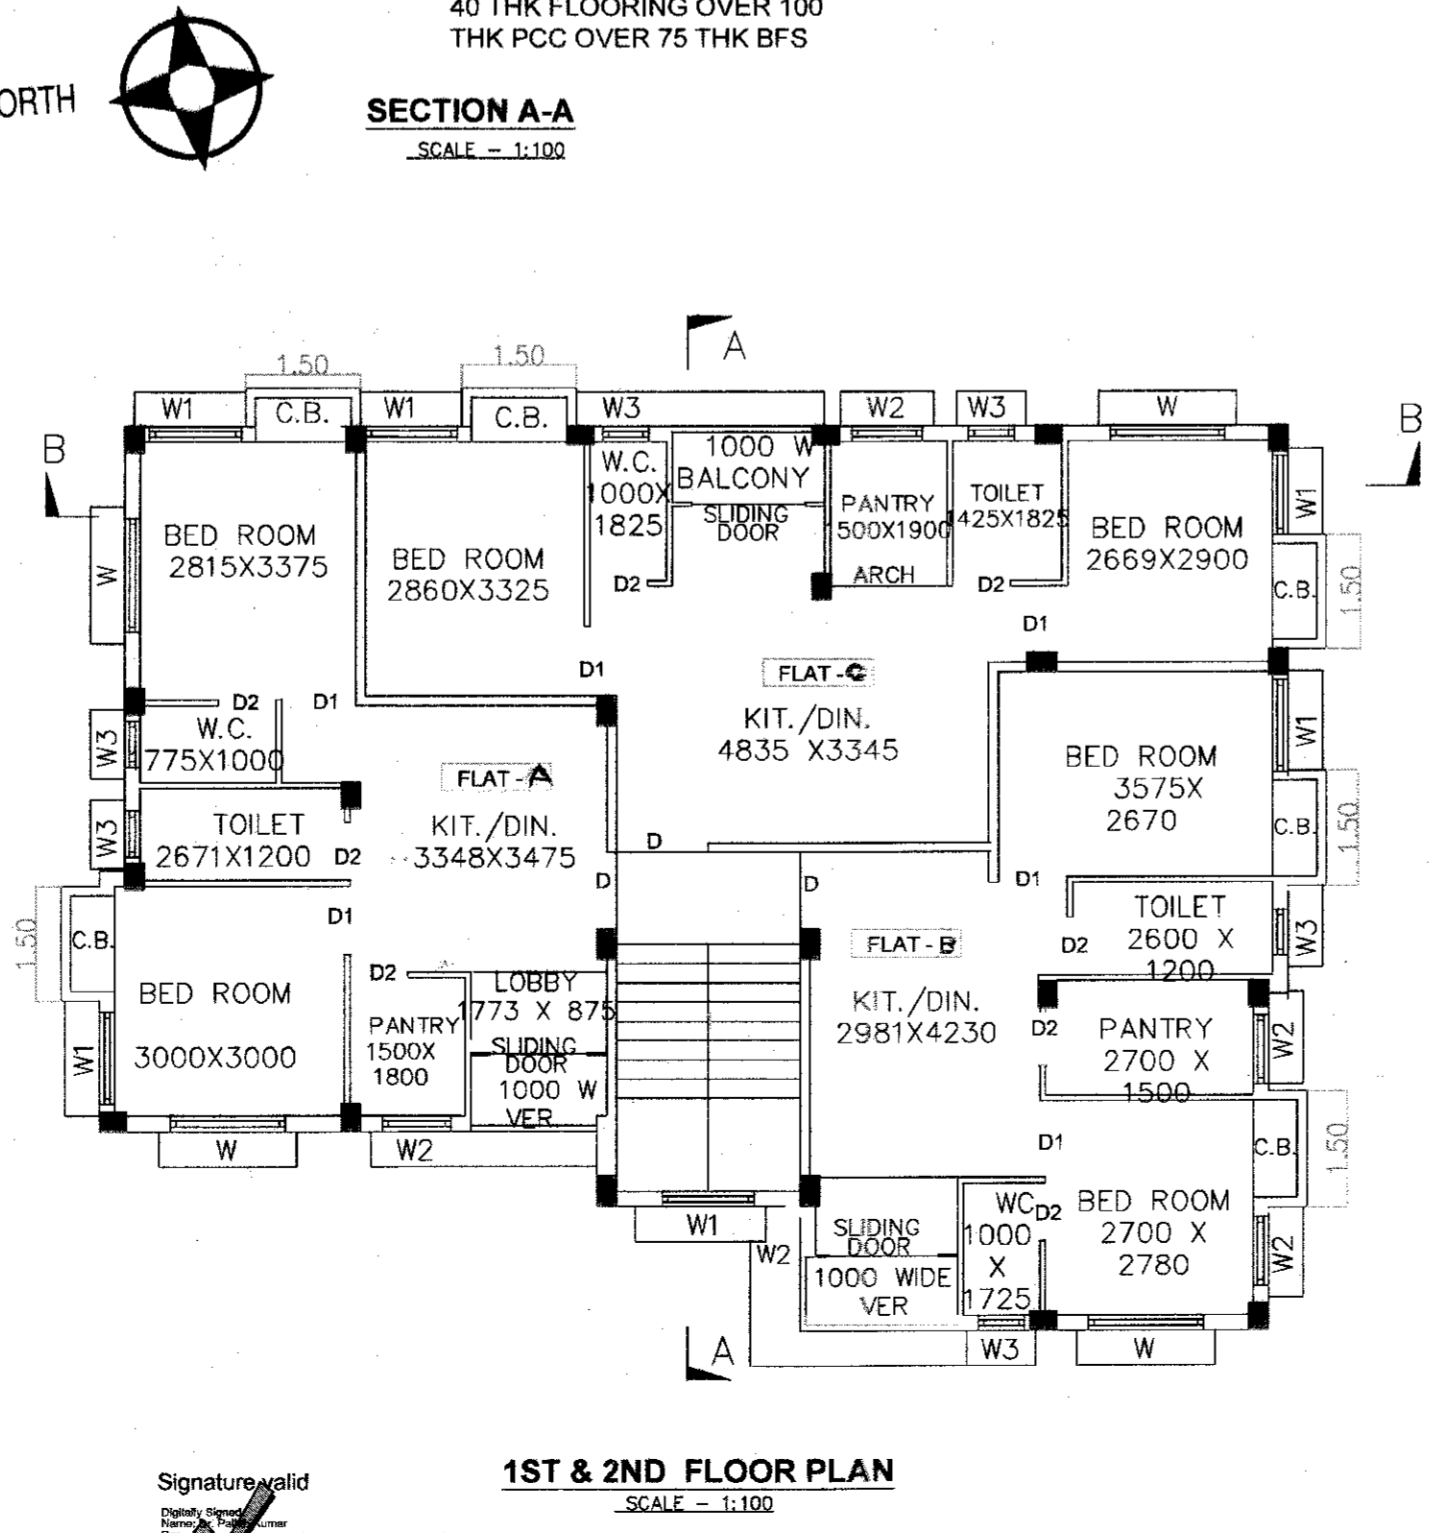 40 THK FLOORING OVER 100
THK PCC OVER 75 THK BFS
ORTH
SECTION A-A
SCALE - 1:100
A
1.50
1.50
W1
C.B.
W1
C.B.
W3
W2
W3
W
B
B
1000 W
BALCONY
SLIDING
DOOR
W.C.
1000X
1825
D2
PANTRY
500X1900
ARCH
TOILET
425X1825
D2
BED ROOM
2669X2900
W1
C.B.
1.50
BED ROOM
2815X3375
W
BED ROOM
2860X3325
D1
D1
FLAT -C
KIT./DIN.
4835 X3345
D2
D1
W.C.
775X1000
W3
W1
BED ROOM
3575X
2670
C.B.
1.50
FLAT -A
KIT./DIN.
3348X3475
TOILET
2671X1200
W3
D2
D
D
D
D1
D1
TOILET
2600 X
1200
W3
D2
FLAT - B
KIT./DIN.
2981X4230
C.B.
1.50
BED ROOM
3000X3000
W1
D2
LOBBY
1773 X 875
PANTRY
1500X
1800
SLIDING
DOOR
1000 W
VER
D2
PANTRY
2700 X
1500
W2
W
W2
D1
C.B.
1.50
W1
W2
SLIDING
DOOR
1000 WIDE
VER
WC
1000
X
1725
D2
BED ROOM
2700 X
2780
W2
W3
W
A
1ST & 2ND FLOOR PLAN
SCALE - 1:100
Signature valid
Digitally Signed